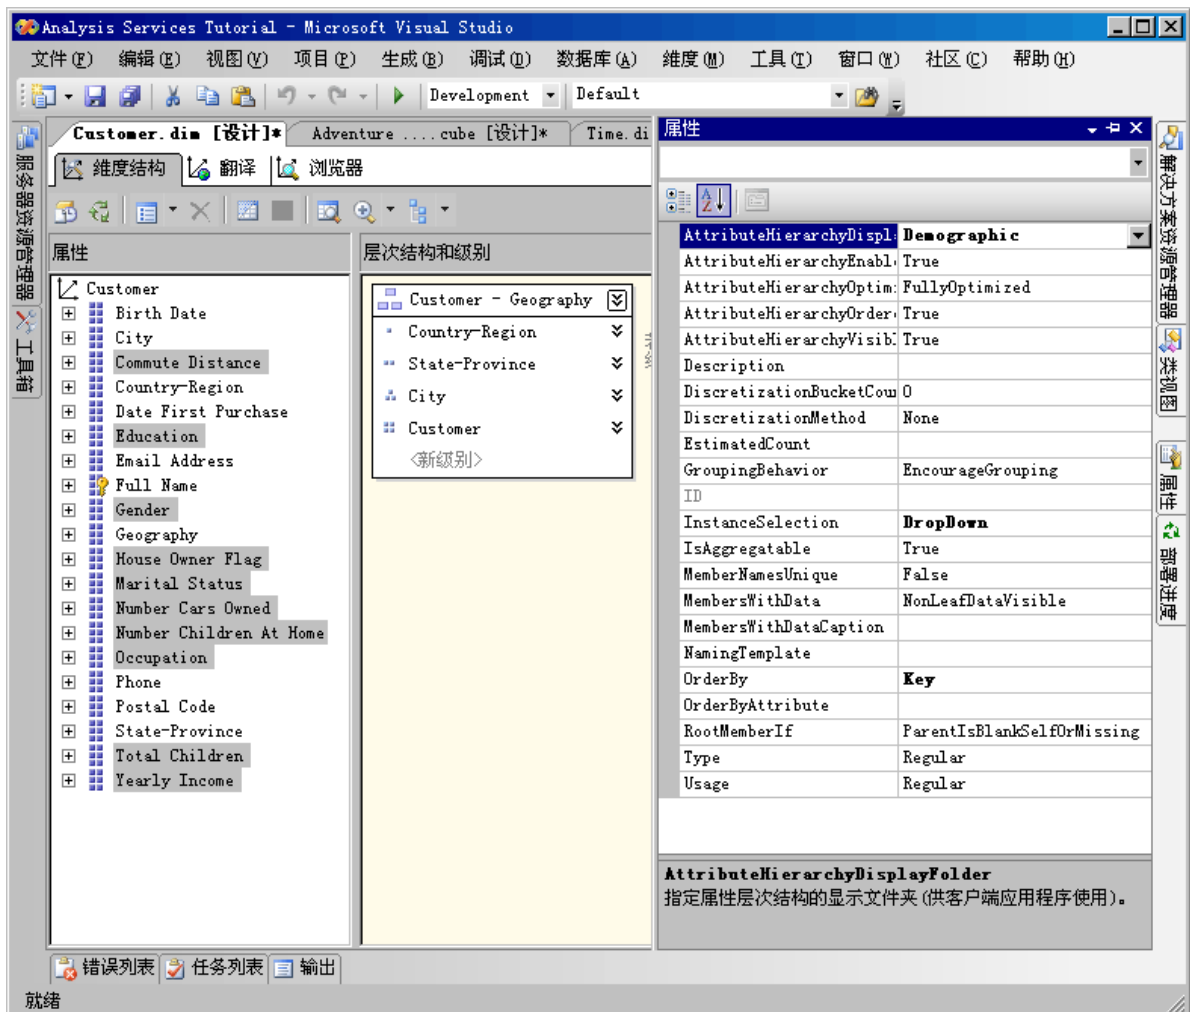 Analysis Services Tutorial - Microsoft Visual Studio
文件(F) 编辑(E) 视图(V) 项目(P) 生成(B) 调试(D) 数据库(A) 维度(M) 工具(T) 窗口(W) 社区(C) 帮助(H)
Development Default
Customer.dim [设计]* Adventure ....cube [设计]* Time.di
维度结构 翻译 浏览器
服务器资源管理器
工具箱
属性
Customer
Birth Date
City
Commute Distance
Country-Region
Date First Purchase
Education
Email Address
Full Name
Gender
Geography
House Owner Flag
Marital Status
Number Cars Owned
Number Children At Home
Occupation
Phone
Postal Code
State-Province
Total Children
Yearly Income
层次结构和级别
Customer - Geography
Country-Region
State-Province
City
Customer
<新级别>
属性
AttributeHierarchyDispl Demographic
AttributeHierarchyEnabl True
AttributeHierarchyOptim FullyOptimized
AttributeHierarchyOrder True
AttributeHierarchyVisib True
Description
DiscretizationBucketCou 0
DiscretizationMethod None
EstimatedCount
GroupingBehavior EncourageGrouping
ID
InstanceSelection DropDown
IsAggregatable True
MemberNamesUnique False
MembersWithData NonLeafDataVisible
MembersWithDataCaption
NamingTemplate
OrderBy Key
OrderByAttribute
RootMemberIf ParentIsBlankSelfOrMissing
Type Regular
Usage Regular
AttributeHierarchyDisplayFolder
指定属性层次结构的显示文件夹(供客户端应用程序使用)。
解决方案资源管理器
类视图
属性
部署进度
错误列表 任务列表 输出
就绪